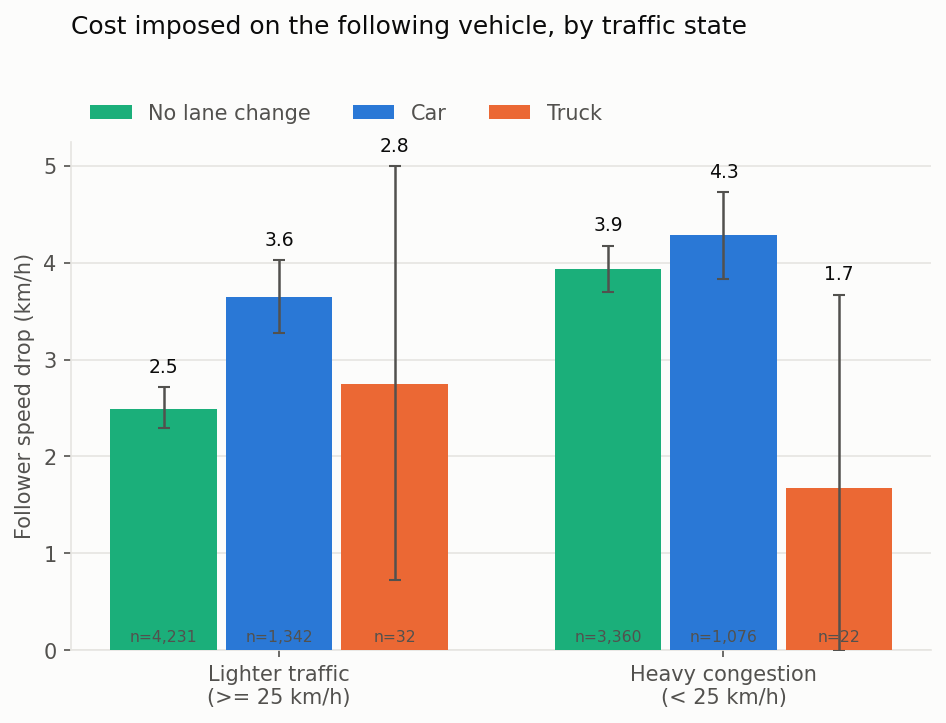 Cost imposed on the following vehicle, by traffic state
No lane change Car Truck
Follower speed drop (km/h)
5
4
3
2
1
0
2.5
3.6
2.8
3.9
4.3
1.7
n=4,231
n=1,342
n=32
n=3,360
n=1,076
n=22
Lighter traffic
(>= 25 km/h)
Heavy congestion
(< 25 km/h)